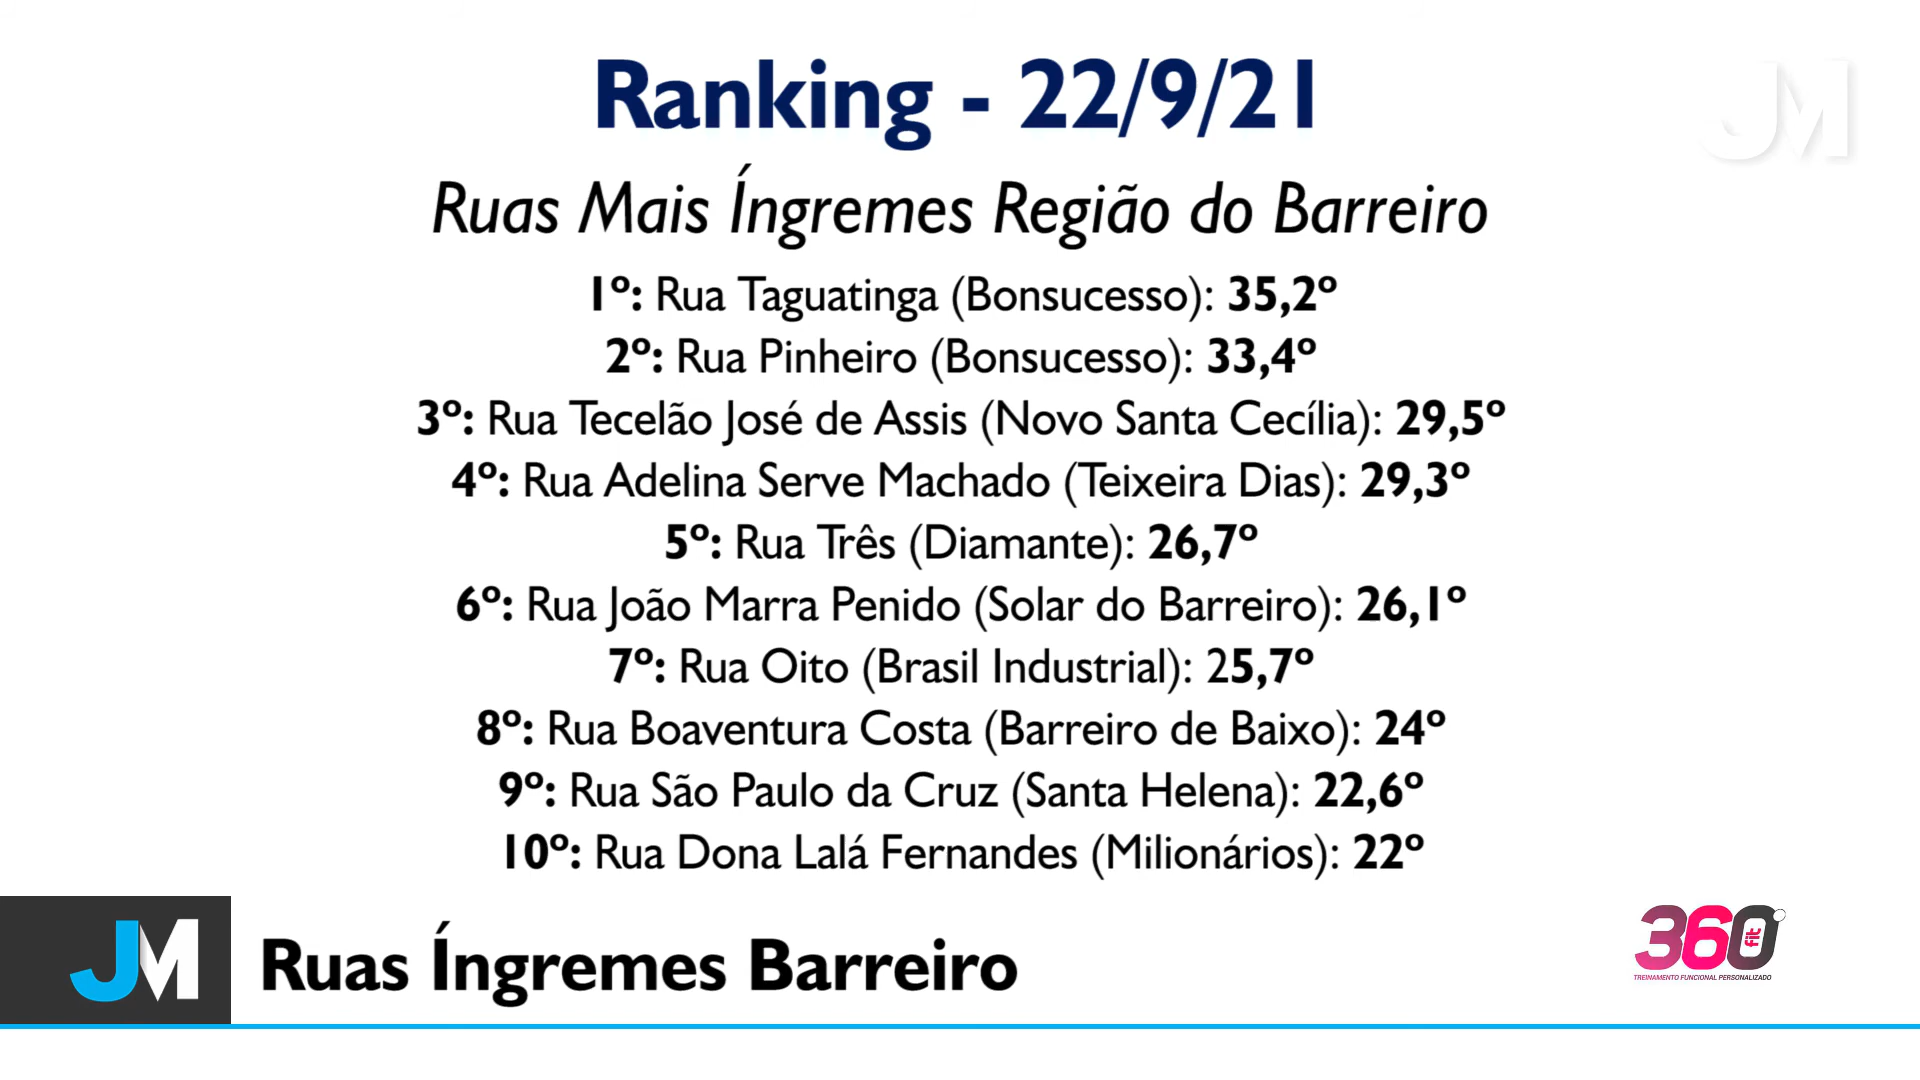 Ranking - 22/9/21
JM
Ruas Mais Íngremes Região do Barreiro
1º: Rua Taguatinga (Bonsucesso): 35,2º
2º: Rua Pinheiro (Bonsucesso): 33,4º
3º: Rua Tecelão José de Assis (Novo Santa Cecília): 29,5º
4º: Rua Adelina Serve Machado (Teixeira Dias): 29,3º
5º: Rua Três (Diamante): 26,7º
6º: Rua João Marra Penido (Solar do Barreiro): 26,1º
7º: Rua Oito (Brasil Industrial): 25,7º
8º: Rua Boaventura Costa (Barreiro de Baixo): 24º
9º: Rua São Paulo da Cruz (Santa Helena): 22,6º
10º: Rua Dona Lalá Fernandes (Milionários): 22º
JM
Ruas Íngremes Barreiro
360º fit
TREINAMENTO FUNCIONAL PERSONALIZADO